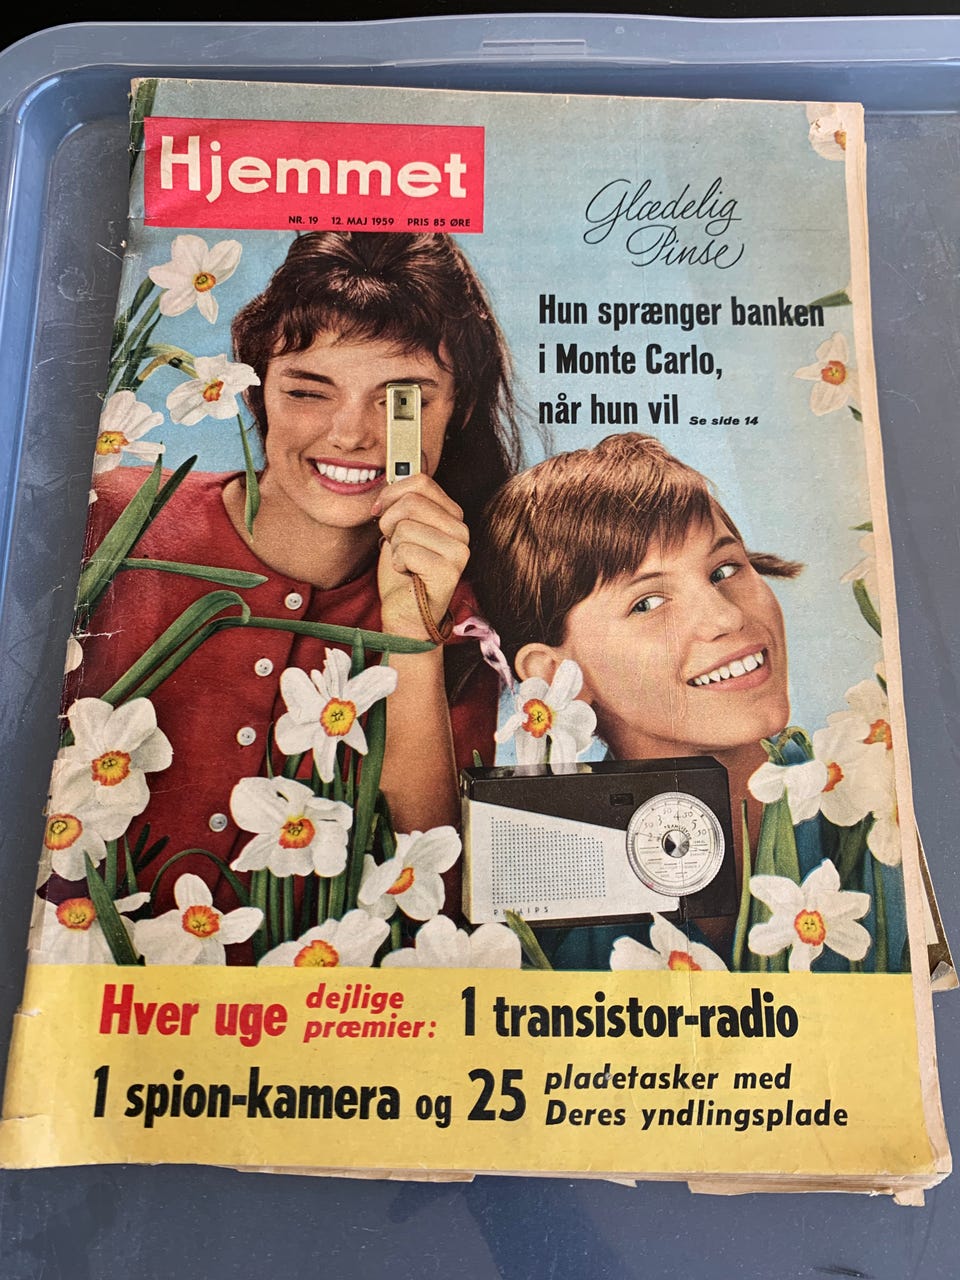 Hjemmet
NR. 19 12. MAJ 1959 PRIS 85 ØRE
Glædelig
Pinse
Hun sprænger banken
i Monte Carlo,
når hun vil Se side 14
TRANSISTOR
PHILIPS
Hver uge dejlige
præmier: 1 transistor-radio
1 spion-kamera og 25 pladetasker med
Deres yndlingsplade